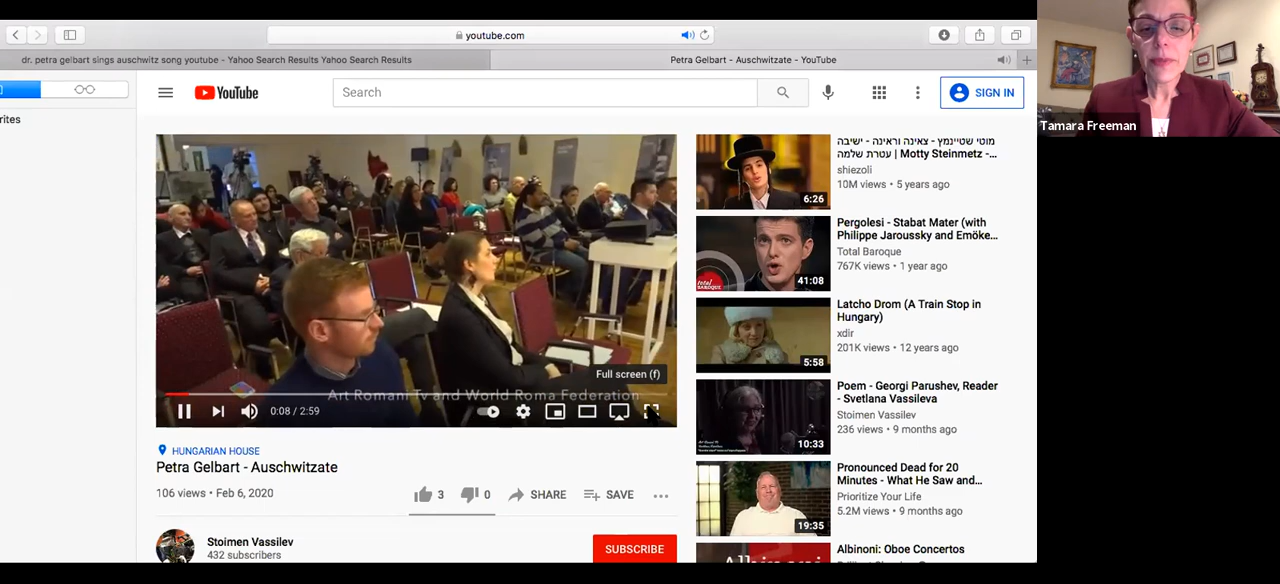 youtube.com
dr. petra gelbart sings auschwitz song youtube - Yahoo Search Results Yahoo Search Results
Petra Gelbart - Auschwitzate - YouTube
rites
YouTube
Search
SIGN IN
Tamara Freeman
Full screen (f)
Art Romani Tv and World Roma Federation
0:08 / 2:59
HUNGARIAN HOUSE
Petra Gelbart - Auschwitzate
106 views • Feb 6, 2020
3
0
SHARE
SAVE
Stoimen Vassilev
432 subscribers
SUBSCRIBE
מוטי שטיינמץ - צאינה וראינה - ישיבה
עטרת שלמה | Motty Steinmetz -...
shiezoli
10M views • 5 years ago
6:26
Pergolesi - Stabat Mater (with
Philippe Jaroussky and Emőke...
Total Baroque
767K views • 1 year ago
total
BAROQUE
41:08
Latcho Drom (A Train Stop in
Hungary)
xdir
201K views • 12 years ago
5:58
Poem - Georgi Parushev, Reader
- Svetlana Vassileva
Stoimen Vassilev
236 views • 9 months ago
10:33
Pronounced Dead for 20
Minutes - What He Saw and...
Prioritize Your Life
5.2M views • 9 months ago
19:35
Albinoni: Oboe Concertos